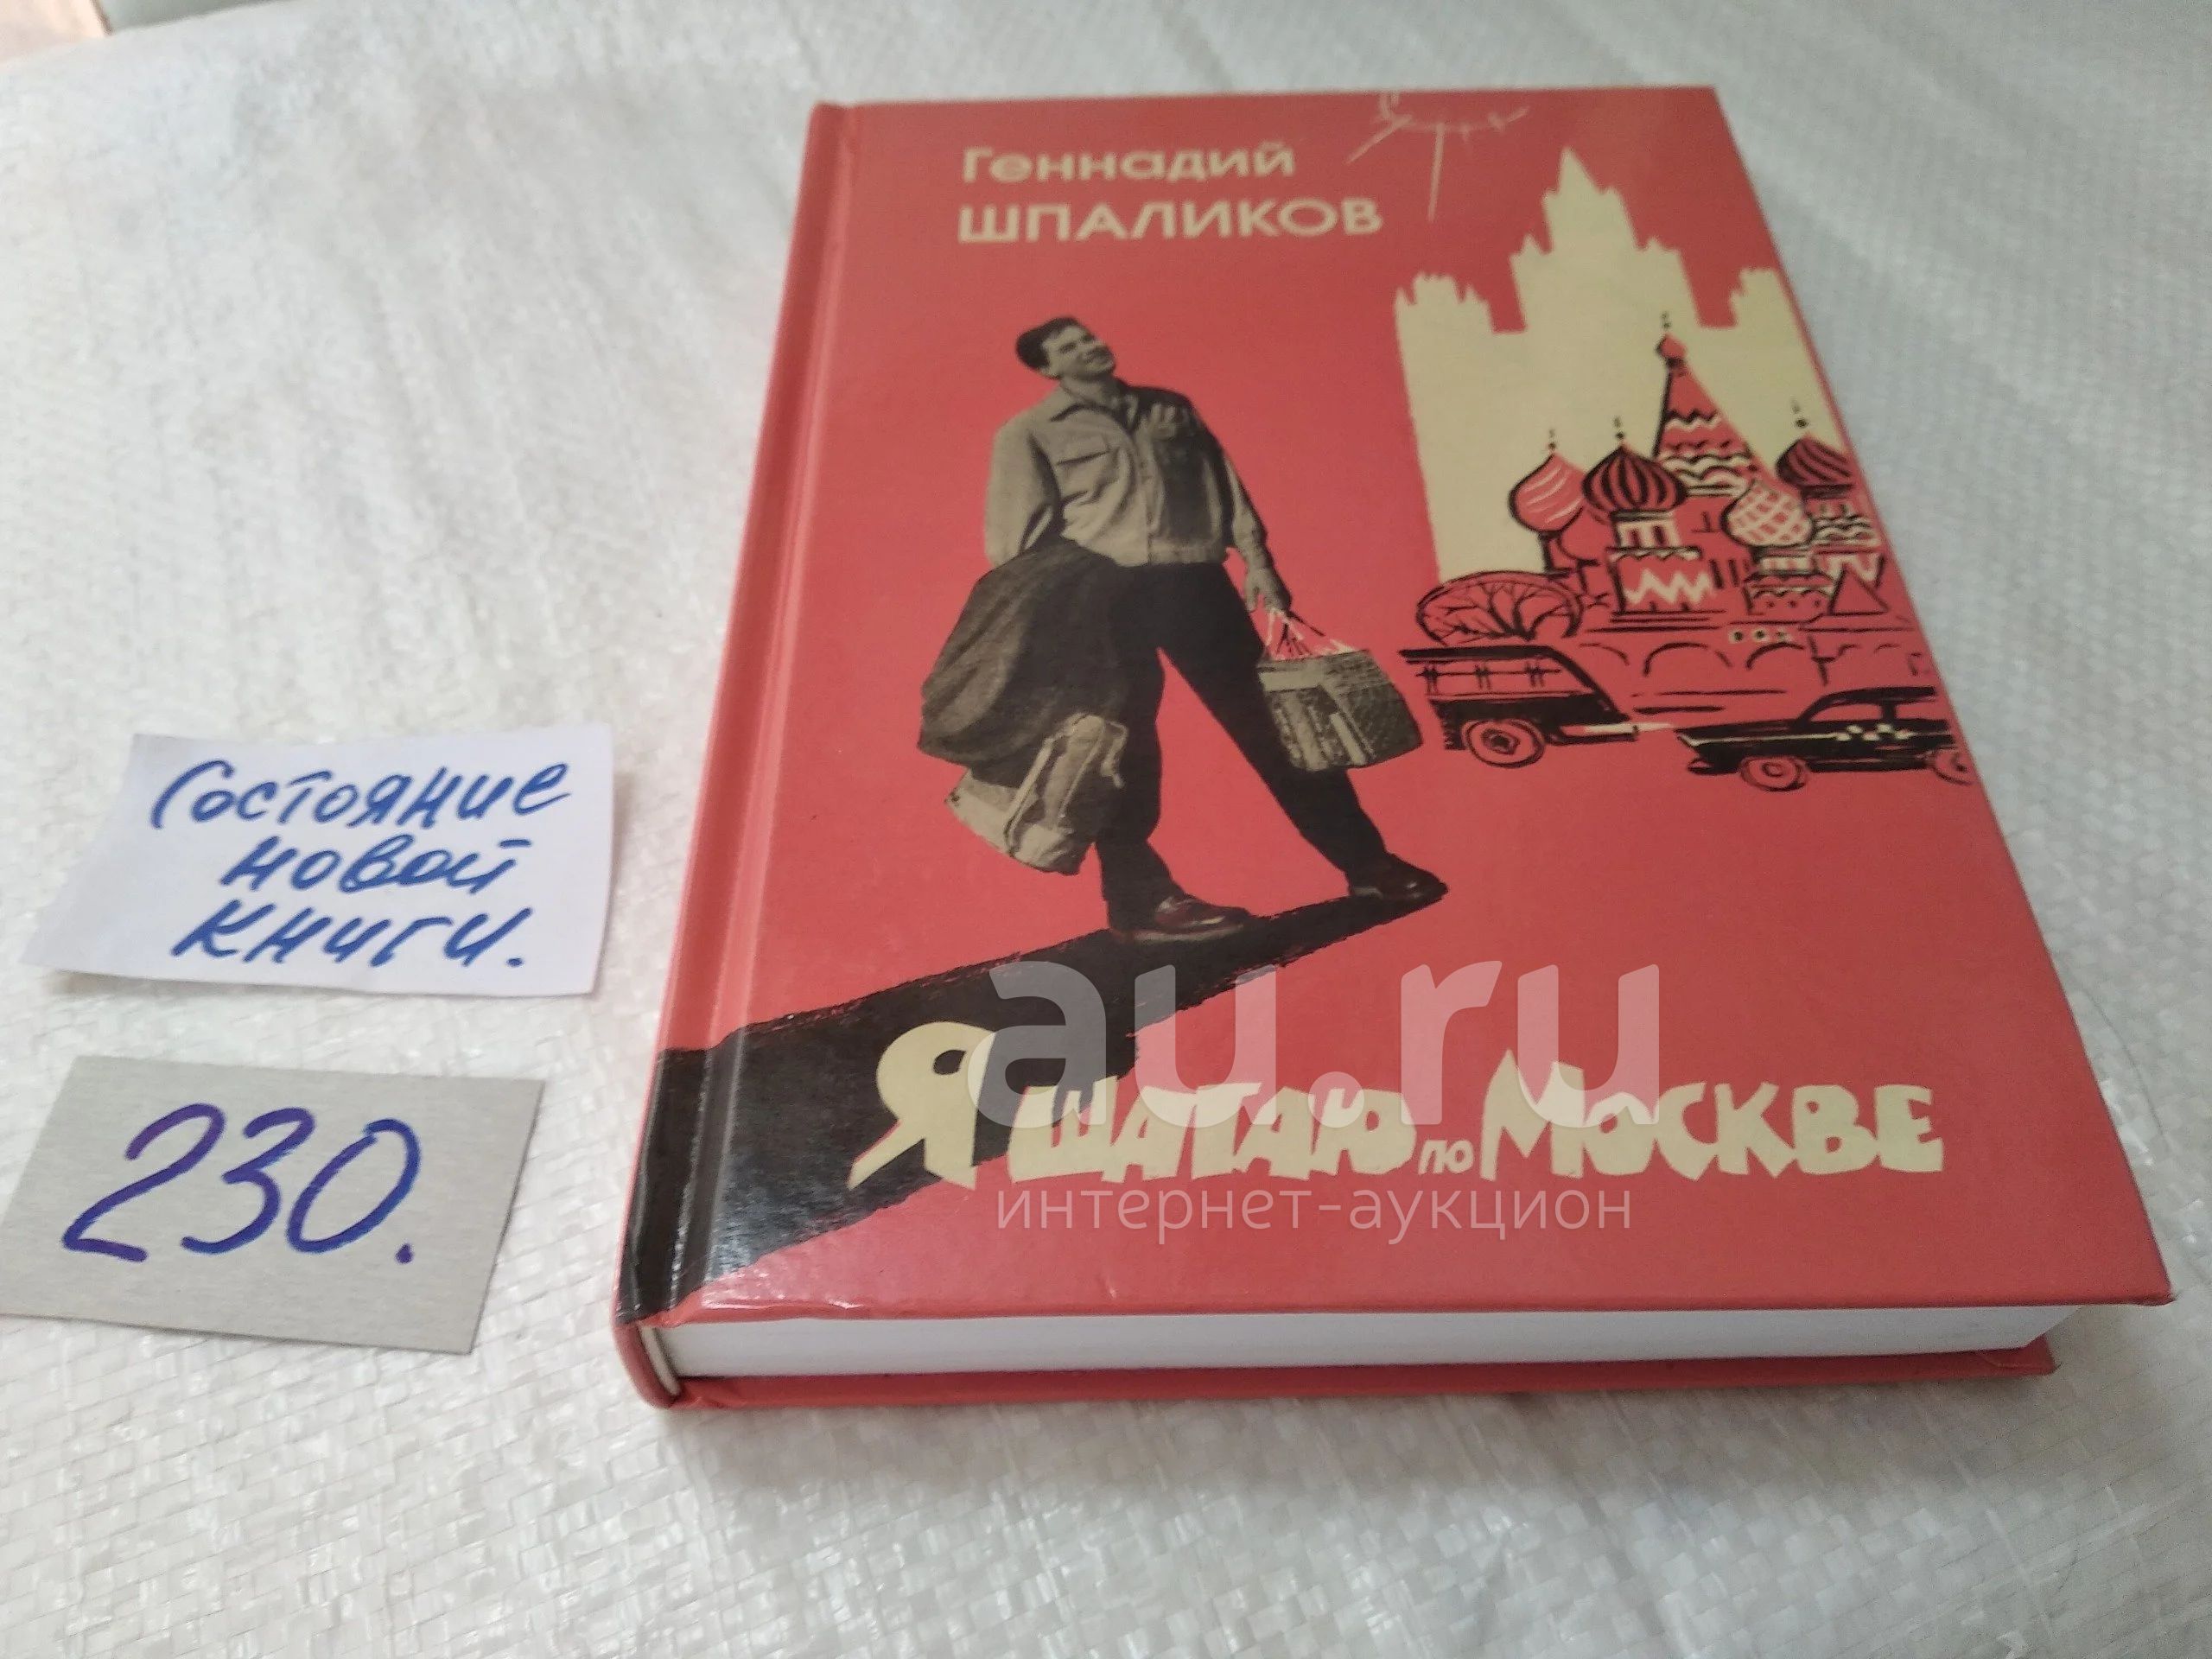 Геннадий
ШПАЛИКОВ
Я ШАГАЮ по МОСКВЕ
au.ru
интернет-аукцион
Состояние
новой
книги.
230.